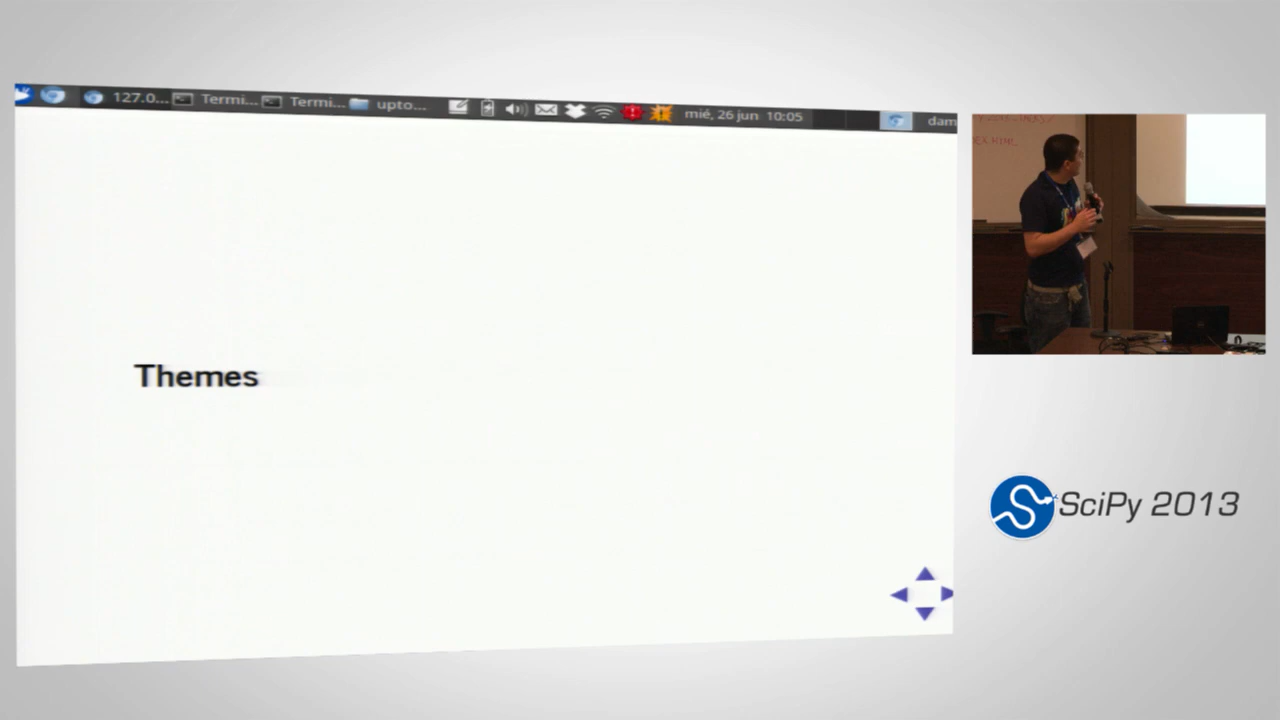 127.0... Termi... Termi... upto... mié, 26 jun 10:05 dam
Themes
SciPy 2013